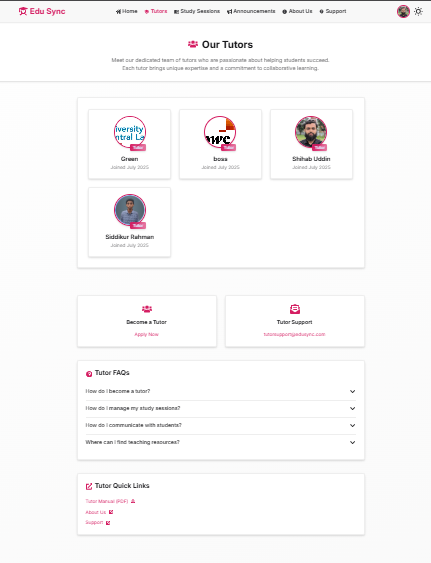 Edu Sync
Home Tutors Study Sessions Announcements About Us Support
Our Tutors
Meet our dedicated team of tutors who are passionate about helping students succeed.
Each tutor brings unique expertise and a commitment to collaborative learning.
iversity
ntral La
Tutor
Green
Joined July 2025
pwc
Tutor
boss
Joined July 2025
Tutor
Shihab Uddin
Joined July 2025
Tutor
Siddikur Rahman
Joined July 2025
Become a Tutor
Apply Now
Tutor Support
tutorsupport@edusync.com
Tutor FAQs
How do I become a tutor?
How do I manage my study sessions?
How do I communicate with students?
Where can I find teaching resources?
Tutor Quick Links
Tutor Manual (PDF)
About Us
Support